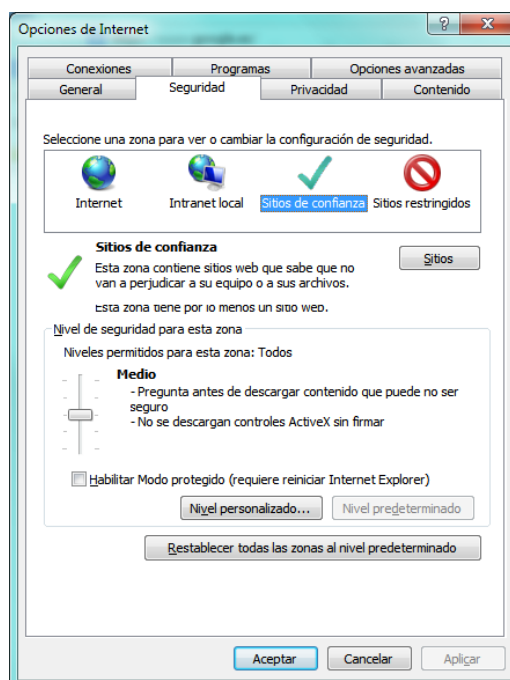 Opciones de Internet
Conexiones Programas Opciones avanzadas
General Seguridad Privacidad Contenido
Seleccione una zona para ver o cambiar la configuración de seguridad.
Internet Intranet local Sitios de confianza Sitios restringidos
Sitios de confianza
Sitios
Esta zona contiene sitios web que sabe que no
van a perjudicar a su equipo o a sus archivos.
Esta zona tiene por lo menos un sitio web.
Nivel de seguridad para esta zona
Niveles permitidos para esta zona: Todos
Medio
- Pregunta antes de descargar contenido que puede no ser
seguro
- No se descargan controles ActiveX sin firmar
Habilitar Modo protegido (requiere reiniciar Internet Explorer)
Nivel personalizado... Nivel predeterminado
Restablecer todas las zonas al nivel predeterminado
Aceptar Cancelar Aplicar